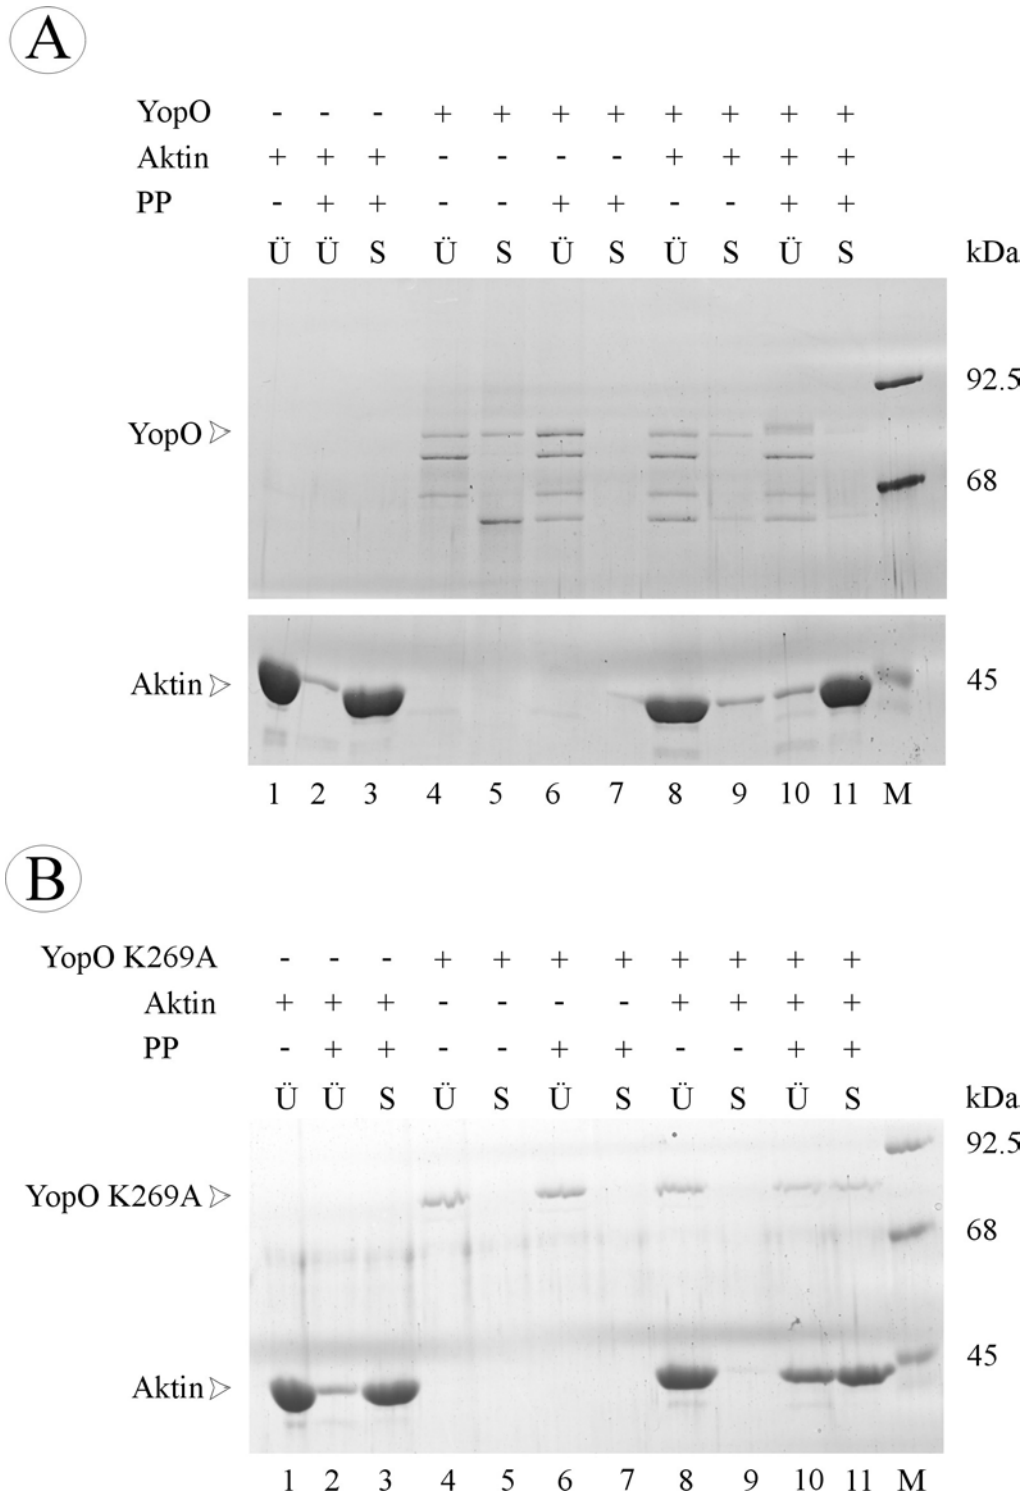 A
YopO - - - + + + + + + + +
Aktin + + + - - - - + + + +
PP - + + - - + + - - + +
Ü Ü S Ü S Ü S Ü S Ü S kDa
92.5
YopO
68
Aktin 45
1 2 3 4 5 6 7 8 9 10 11 M
B
YopO K269A - - - + + + + + + + +
Aktin + + + - - - - + + + +
PP - + + - - + + - - + +
Ü Ü S Ü S Ü S Ü S Ü S kDa
92.5
YopO K269A
68
45
Aktin
1 2 3 4 5 6 7 8 9 10 11 M